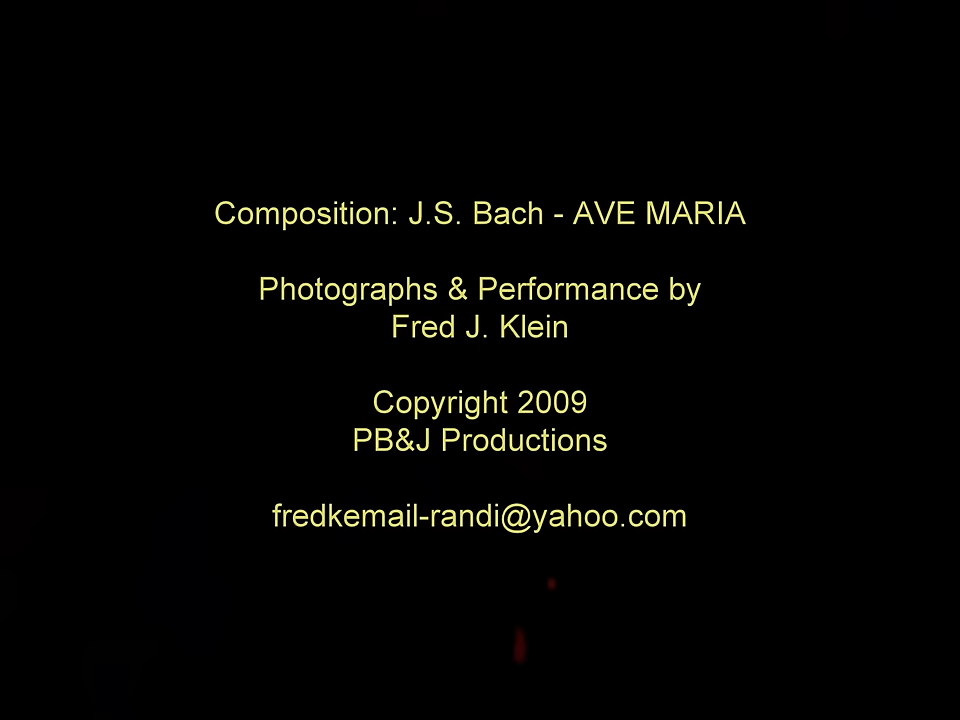 Composition: J.S. Bach - AVE MARIA
Photographs & Performance by
Fred J. Klein
Copyright 2009
PB&J Productions
fredkemail-randi@yahoo.com